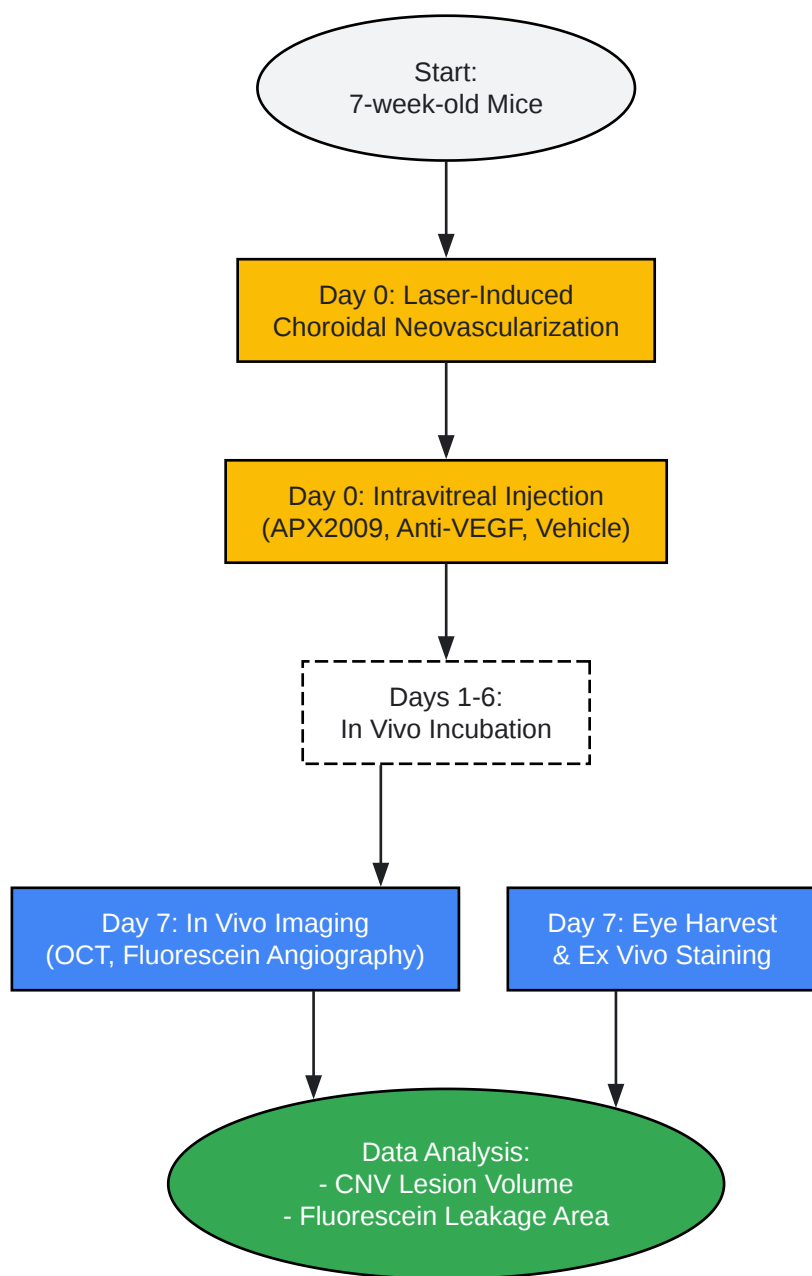 Start:
7-week-old Mice
Day 0: Laser-Induced
Choroidal Neovascularization
Day 0: Intravitreal Injection
(APX2009, Anti-VEGF, Vehicle)
Days 1-6:
In Vivo Incubation
Day 7: In Vivo Imaging
(OCT, Fluorescein Angiography)
Day 7: Eye Harvest
& Ex Vivo Staining
Data Analysis:
- CNV Lesion Volume
- Fluorescein Leakage Area